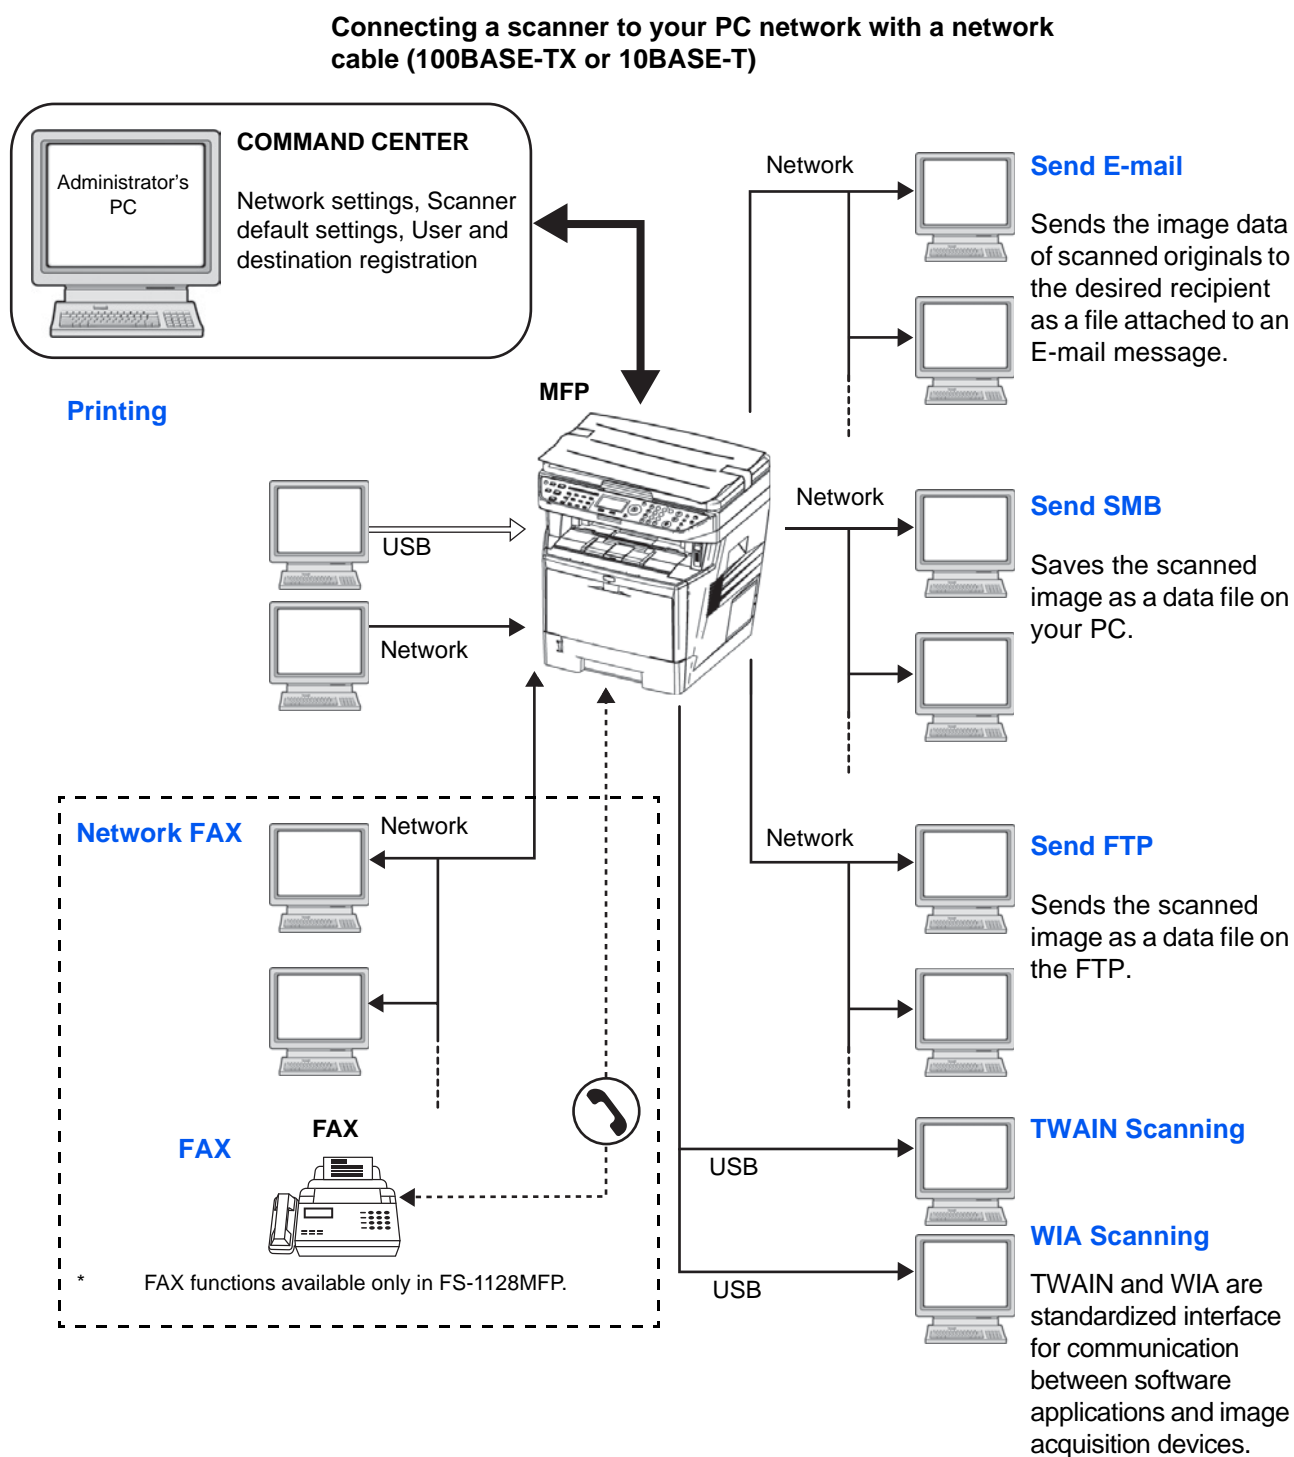 Connecting a scanner to your PC network with a network
cable (100BASE-TX or 10BASE-T)
Administrator's
PC
COMMAND CENTER
Network settings, Scanner
default settings, User and
destination registration
Network
Send E-mail
Sends the image data
of scanned originals to
the desired recipient
as a file attached to an
E-mail message.
Printing
MFP
USB
Network
Network
Send SMB
Saves the scanned
image as a data file on
your PC.
Network FAX
Network
Network
Send FTP
Sends the scanned
image as a data file on
the FTP.
FAX
FAX
* FAX functions available only in FS-1128MFP.
USB
TWAIN Scanning
USB
WIA Scanning
TWAIN and WIA are
standardized interface
for communication
between software
applications and image
acquisition devices.